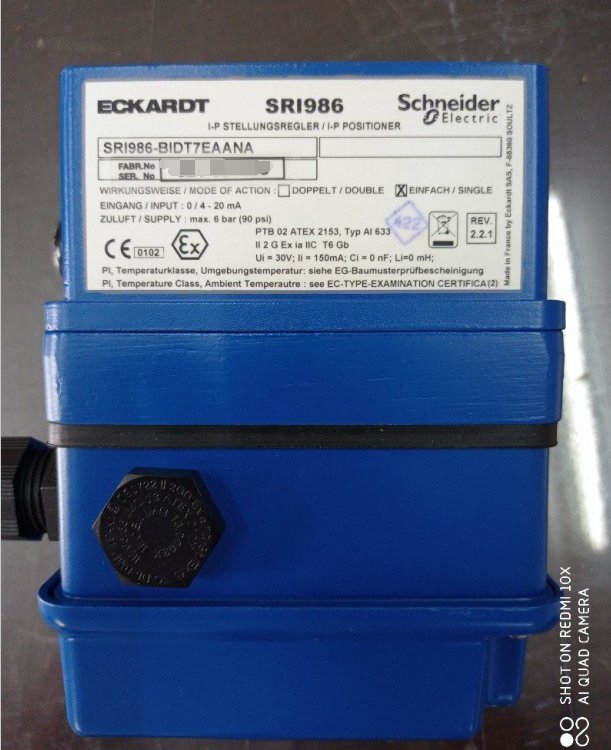 ECKARDT SRI986 Schneider Electric
I-P STELLUNGSREGLER / I-P POSITIONER
SRI986-BIDT7EAANA
FABR.No
SER. No
WIRKUNGSWEISE / MODE OF ACTION : DOPPELT / DOUBLE X EINFACH / SINGLE
EINGANG / INPUT : 0 / 4 - 20 mA
ZULUFT / SUPPLY : max. 6 bar (90 psi)
PTB 02 ATEX 2153, Typ AI 633
II 2 G Ex ia IIC T6 Gb
Ui = 30V; Ii = 150mA; Ci = 0 nF; Li=0 mH;
422
REV.
2.2.1
CE 0102 Ex
PI, Temperaturklasse, Umgebungstemperatur: siehe EG-Baumusterprüfbescheinigung
PI, Temperature Class, Ambient Temperautre : see EC-TYPE-EXAMINATION CERTIFICA(2)
Made in France by Eckardt SAS, F-68360 SOULTZ
SHOT ON REDMI 10X
AI QUAD CAMERA